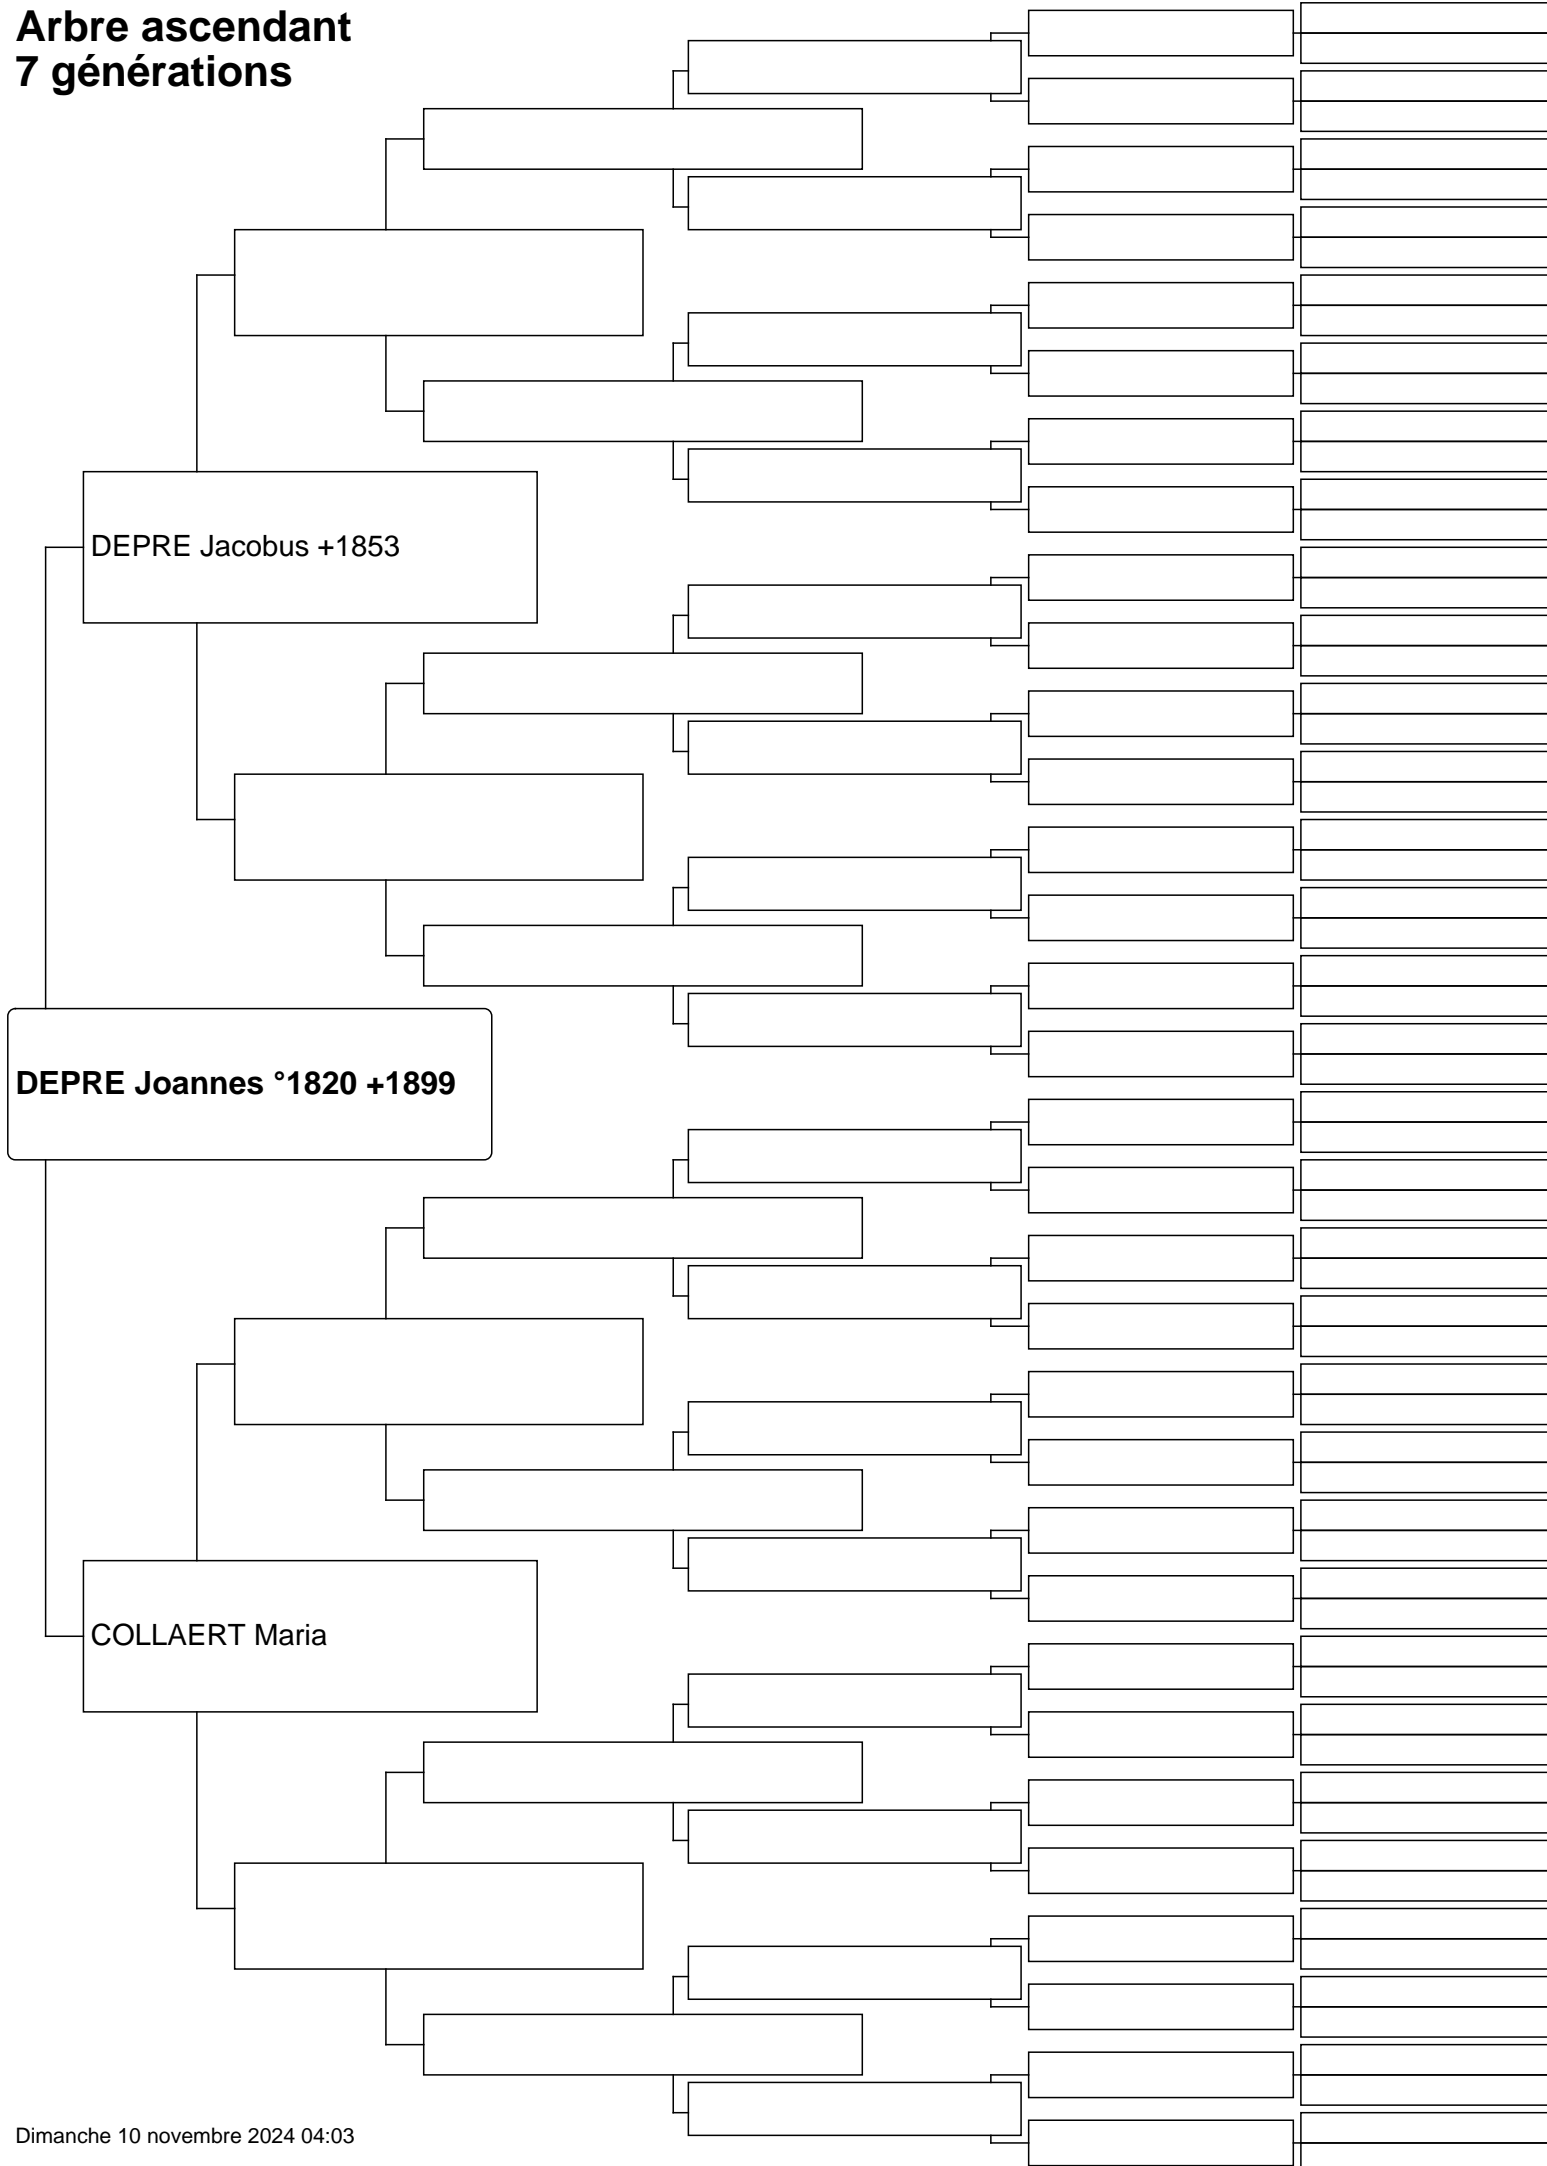 Arbre ascendant
7 générations
DEPRE Jacobus +1853
DEPRE Joannes °1820 +1899
COLLAERT Maria
Dimanche 10 novembre 2024 04:03